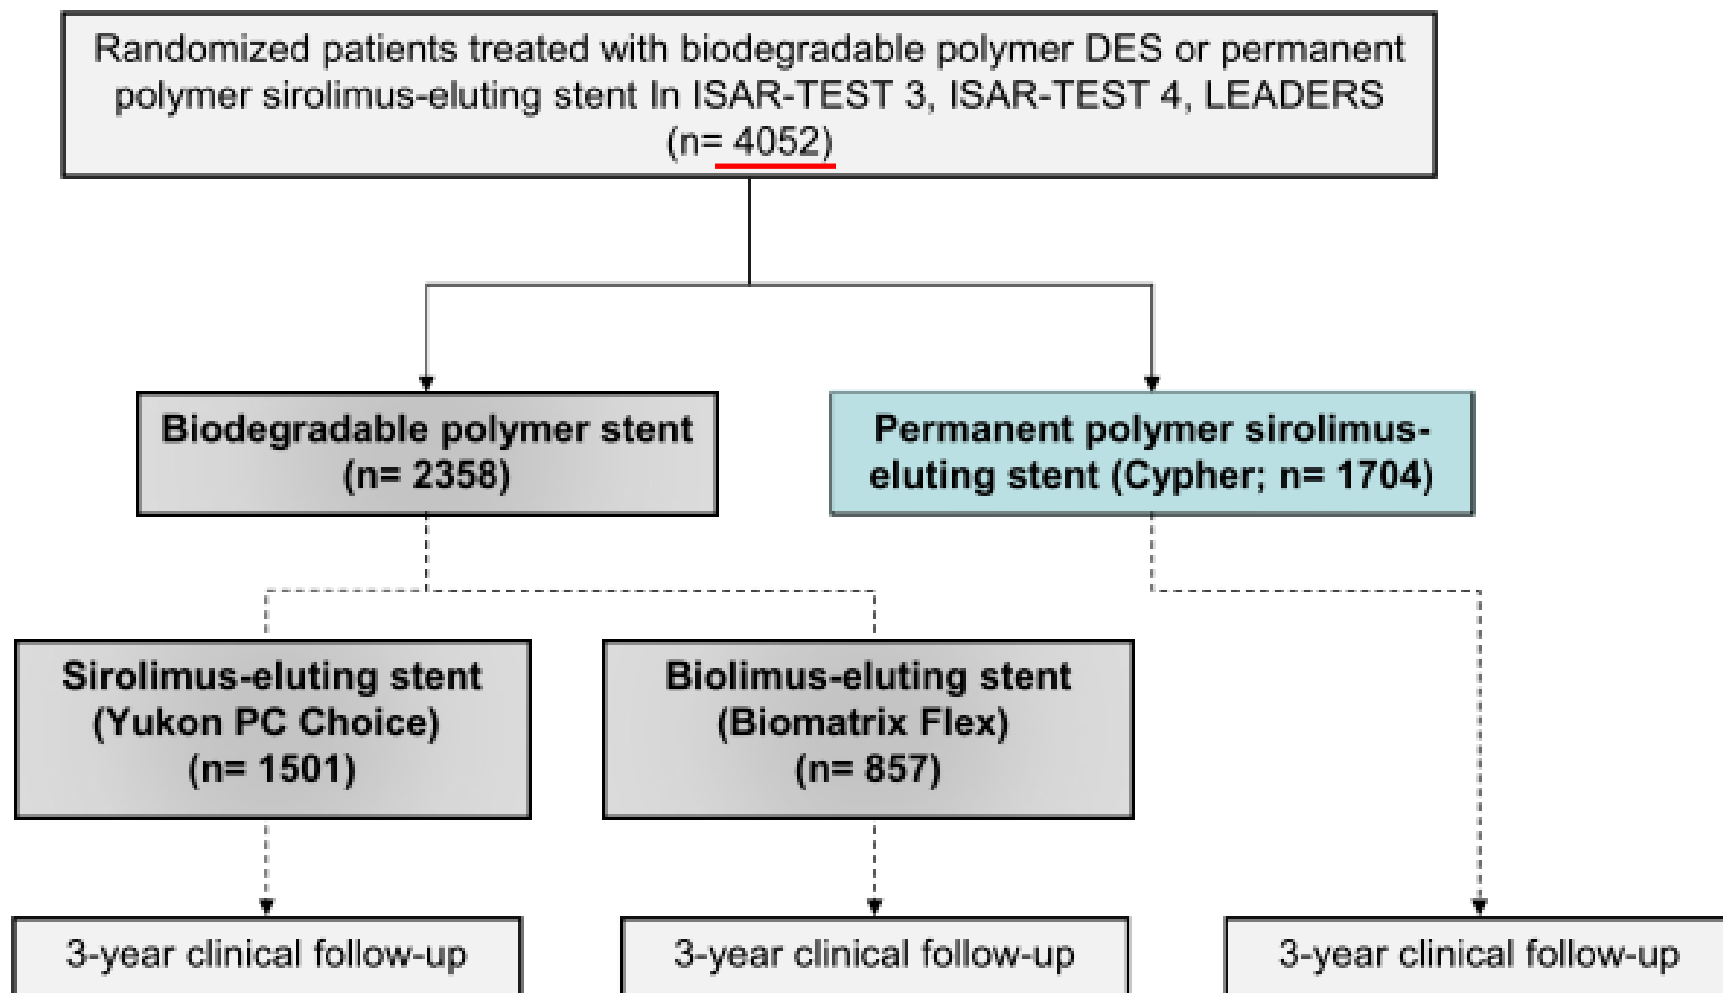 Randomized patients treated with biodegradable polymer DES or permanent
polymer sirolimus-eluting stent In ISAR-TEST 3, ISAR-TEST 4, LEADERS
(n= 4052)
Biodegradable polymer stent
(n= 2358)
Permanent polymer sirolimus-
eluting stent (Cypher; n= 1704)
Sirolimus-eluting stent
(Yukon PC Choice)
(n= 1501)
Biolimus-eluting stent
(Biomatrix Flex)
(n= 857)
3-year clinical follow-up
3-year clinical follow-up
3-year clinical follow-up